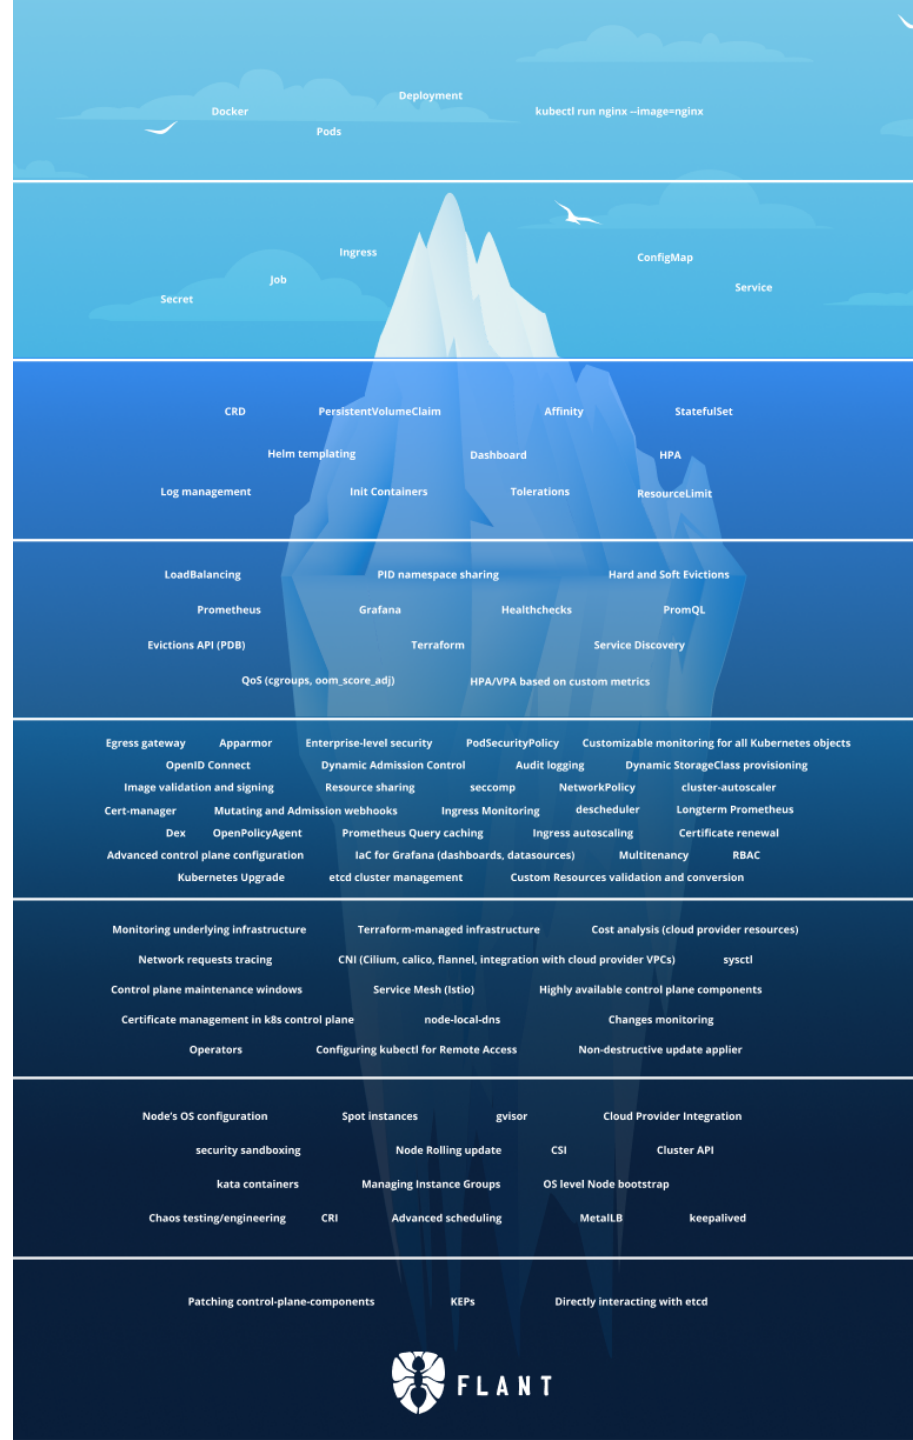 Deployment
Docker
kubectl run nginx --image=nginx
Pods
Ingress
ConfigMap
Job
Service
Secret
CRD PersistentVolumeClaim Affinity StatefulSet
Helm templating Dashboard HPA
Log management Init Containers Tolerations ResourceLimit
LoadBalancing PID namespace sharing Hard and Soft Evictions
Prometheus Grafana Healthchecks PromQL
Evictions API (PDB) Terraform Service Discovery
QoS (cgroups, oom_score_adj) HPA/VPA based on custom metrics
Egress gateway Apparmor Enterprise-level security PodSecurityPolicy Customizable monitoring for all Kubernetes objects
OpenID Connect Dynamic Admission Control Audit logging Dynamic StorageClass provisioning
Image validation and signing Resource sharing seccomp NetworkPolicy cluster-autoscaler
Cert-manager Mutating and Admission webhooks Ingress Monitoring descheduler Longterm Prometheus
Dex OpenPolicyAgent Prometheus Query caching Ingress autoscaling Certificate renewal
Advanced control plane configuration IaC for Grafana (dashboards, datasources) Multitenancy RBAC
Kubernetes Upgrade etcd cluster management Custom Resources validation and conversion
Monitoring underlying infrastructure Terraform-managed infrastructure Cost analysis (cloud provider resources)
Network requests tracing CNI (Cilium, calico, flannel, integration with cloud provider VPCs) sysctl
Control plane maintenance windows Service Mesh (Istio) Highly available control plane components
Certificate management in k8s control plane node-local-dns Changes monitoring
Operators Configuring kubectl for Remote Access Non-destructive update applier
Node's OS configuration Spot instances gvisor Cloud Provider Integration
security sandboxing Node Rolling update CSI Cluster API
kata containers Managing Instance Groups OS level Node bootstrap
Chaos testing/engineering CRI Advanced scheduling MetalLB keepalived
Patching control-plane-components KEPs Directly interacting with etcd
FLANT